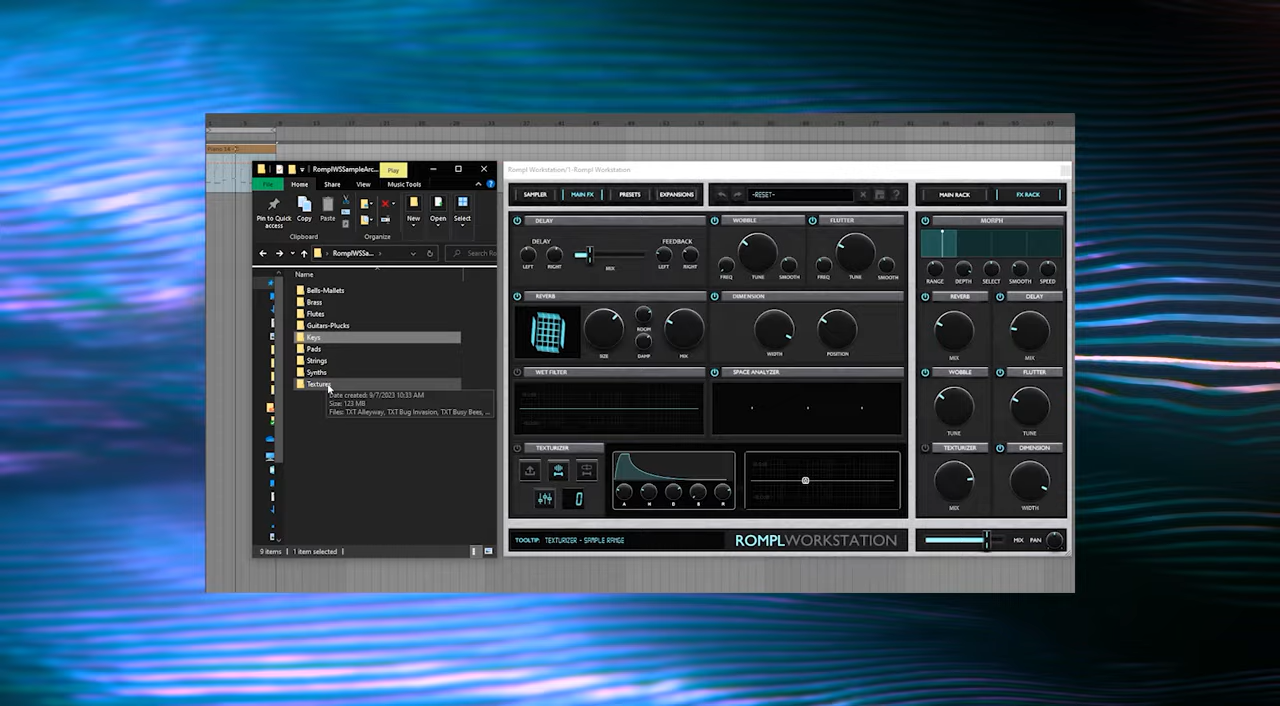 RomplWSSampleArc...
Play
File
Home
Share
View
Music Tools
Pin to Quick access
Copy
Paste
New
Open
Select
Clipboard
Organize
RomplWSSa...
Search Ro
Name
Bells-Mallets
Brass
Flutes
Guitars-Plucks
Keys
Pads
Strings
Synths
Textures
Date created: 9/7/2023 10:33 AM
Size: 123 MB
Files: TXT Alleyway, TXT Bug Invasion, TXT Busy Bees, ...
9 items
1 item selected
Rompl Workstation/1-Rompl Workstation
SAMPLER
MAIN FX
PRESETS
EXPANSIONS
-RESET-
?
MAIN RACK
FX RACK
DELAY
DELAY
LEFT
RIGHT
MIX
FEEDBACK
LEFT
RIGHT
WOBBLE
FREQ
TUNE
SMOOTH
FLUTTER
FREQ
TUNE
SMOOTH
REVERB
SIZE
ROOM
DAMP
MIX
DIMENSION
WIDTH
POSITION
WET FILTER
SPACE ANALYZER
TEXTURIZER
0
A
H
D
S
R
TOOLTIP: TEXTURIZER - SAMPLE RANGE
ROMPLWORKSTATION
MORPH
RANGE
DEPTH
SELECT
SMOOTH
SPEED
REVERB
DELAY
MIX
MIX
WOBBLE
FLUTTER
TUNE
TUNE
TEXTURIZER
DIMENSION
MIX
WIDTH
MIX
PAN